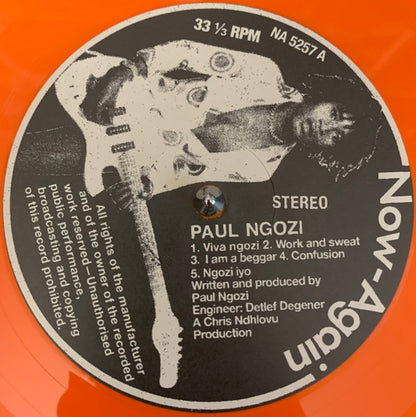 33 ⅓ RPM
NA 5257 A
Now-Again
STEREO
PAUL NGOZI
1. Viva ngozi 2. Work and sweat
3. I am a beggar 4. Confusion
5. Ngozi iyo
Written and produced by
Paul Ngozi
Engineer: Detlef Degener
A Chris Ndhlovu
Production
All rights of the manufacturer
and of the owner of the recorded
work reserved—Unauthorised
public performance,
broadcasting and copying
of this record prohibited.